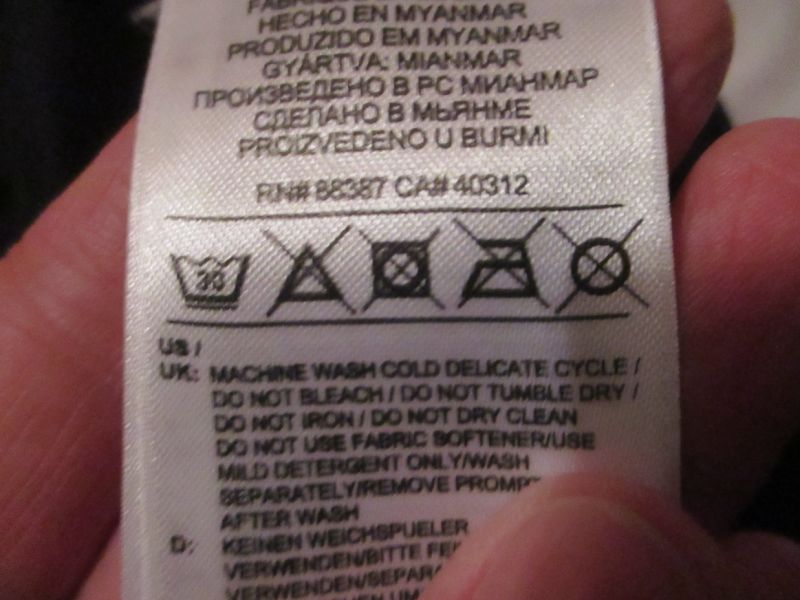 HECHO EN MYANMAR
PRODUZIDO EM MYANMAR
GYÁRTVA: MIANMAR
ПРОИЗВЕДЕНО В РС МИАНМАР
СДЕЛАНО В МЬЯНМЕ
PROIZVEDENO U BURMI
RN# 88387 CA# 40312
30
US /
UK: MACHINE WASH COLD DELICATE CYCLE /
DO NOT BLEACH / DO NOT TUMBLE DRY /
DO NOT IRON / DO NOT DRY CLEAN
DO NOT USE FABRIC SOFTENER/USE
MILD DETERGENT ONLY/WASH
SEPARATELY/REMOVE
AFTER WASH
D: KEINEN WEICHSPUELER
VERWENDEN/BITTE
VERWENDEN/